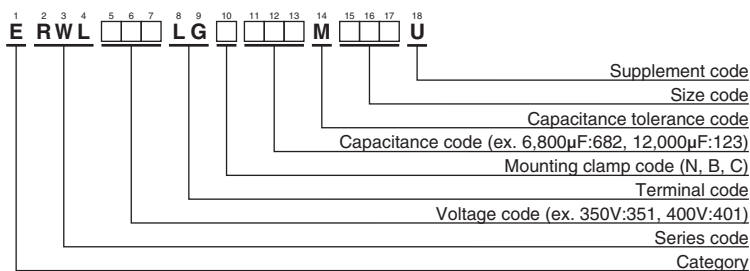 1 2 3 4 5 6 7 8 9 10 11 12 13 14 15 16 17 18
E RWL □□□ LG □ □□□ M □□□ U
Supplement code
Size code
Capacitance tolerance code
Capacitance code (ex. 6,800µF:682, 12,000µF:123)
Mounting clamp code (N, B, C)
Terminal code
Voltage code (ex. 350V:351, 400V:401)
Series code
Category